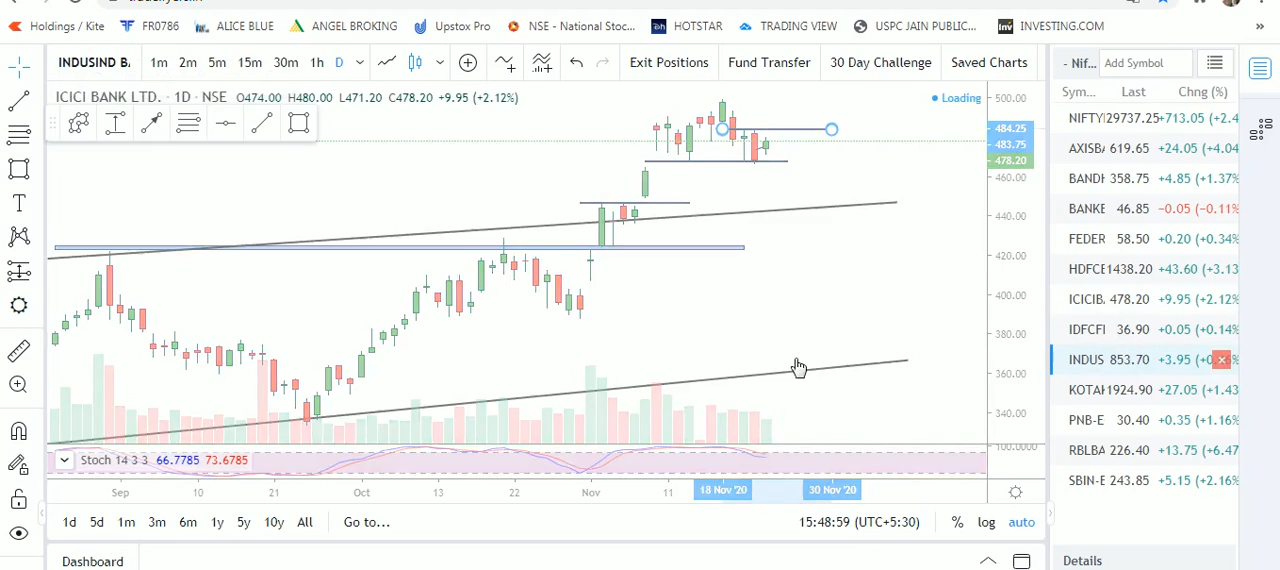 Holdings / Kite FR0786 ALICE BLUE ANGEL BROKING Upstox Pro NSE - National Stoc... HOTSTAR TRADING VIEW USPC JAIN PUBLIC... INVESTING.COM »
INDUSIND BA 1m 2m 5m 15m 30m 1h D Exit Positions Fund Transfer 30 Day Challenge Saved Charts - Nif... Add Symbol
ICICI BANK LTD. · 1D · NSE O474.00 H480.00 L471.20 C478.20 +9.95 (+2.12%)
Loading
Sym... Last Chng (%)
NIFTY 29737.25 +713.05 (+2.4
AXISBA 619.65 +24.05 (+4.04
BANDH 358.75 +4.85 (+1.37%
BANKE 46.85 −0.05 (−0.11%
FEDER 58.50 +0.20 (+0.34%
HDFCE 1438.20 +43.60 (+3.13
ICICIB. 478.20 +9.95 (+2.12%
IDFCFI 36.90 +0.05 (+0.14%
INDUS 853.70 +3.95
KOTAK 1924.90 +27.05 (+1.43
PNB-E 30.40 +0.35 (+1.16%
RBLBA 226.40 +13.75 (+6.47
SBIN-E 243.85 +5.15 (+2.16%
500.00
484.25
483.75
478.20
460.00
440.00
420.00
400.00
380.00
360.00
340.00
100.0000
Stoch 14 3 3 66.7785 73.6785
Sep 10 21 Oct 13 22 Nov 11 18 Nov '20 30 Nov '20
1d 5d 1m 3m 6m 1y 5y 10y All Go to... 15:48:59 (UTC+5:30) % log auto
Zoom
Details